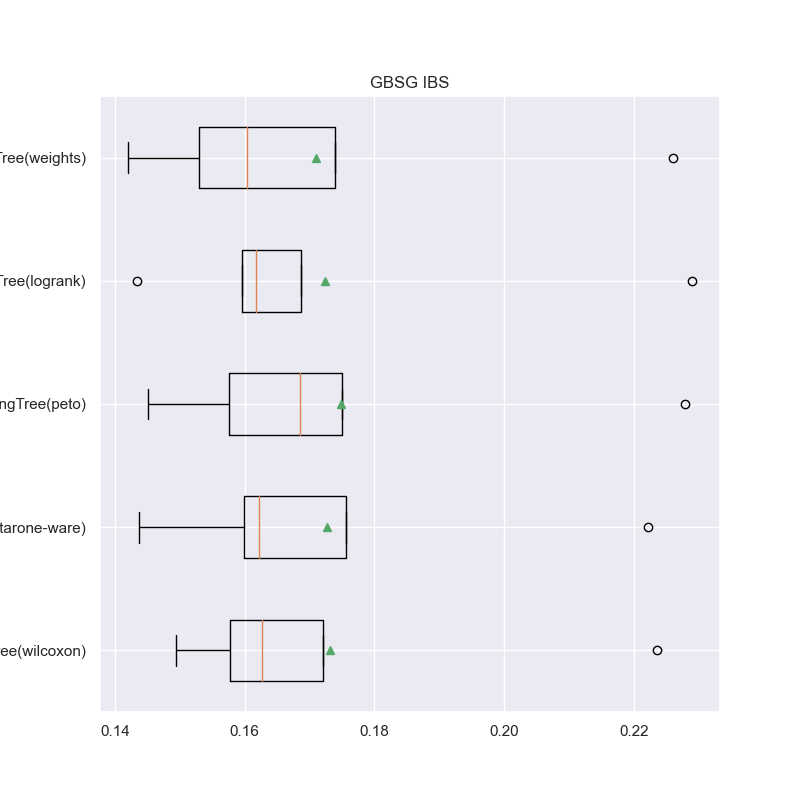 GBSG IBS
Tree(weights)
Tree(logrank)
ngTree(peto)
tarone-ware)
ree(wilcoxon)
0.14 0.16 0.18 0.20 0.22